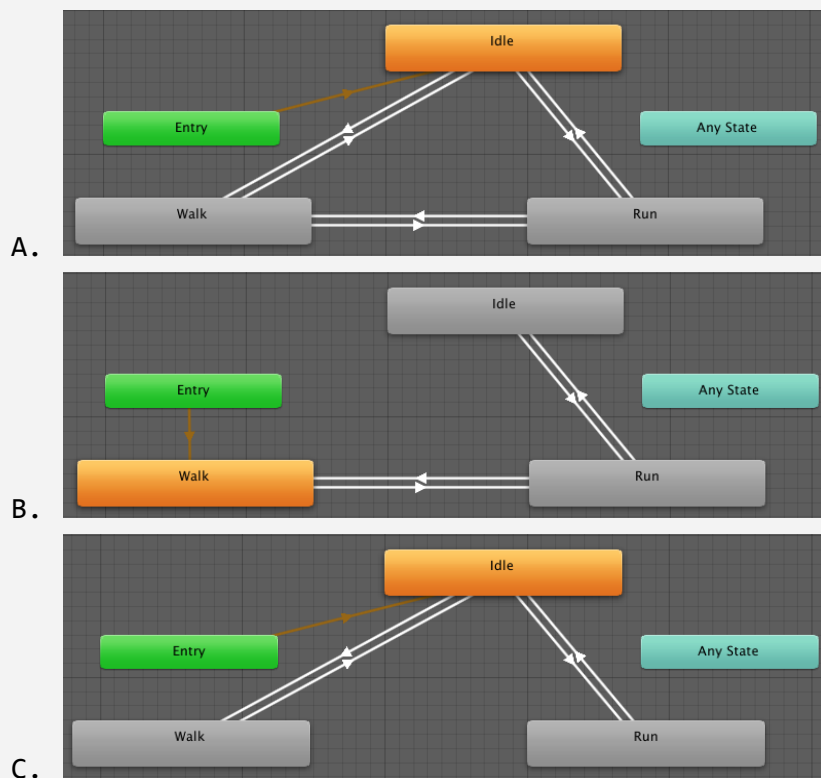 Idle
Entry
Any State
Walk
Run
A.
Idle
Entry
Any State
Walk
Run
B.
Idle
Entry
Any State
Walk
Run
C.